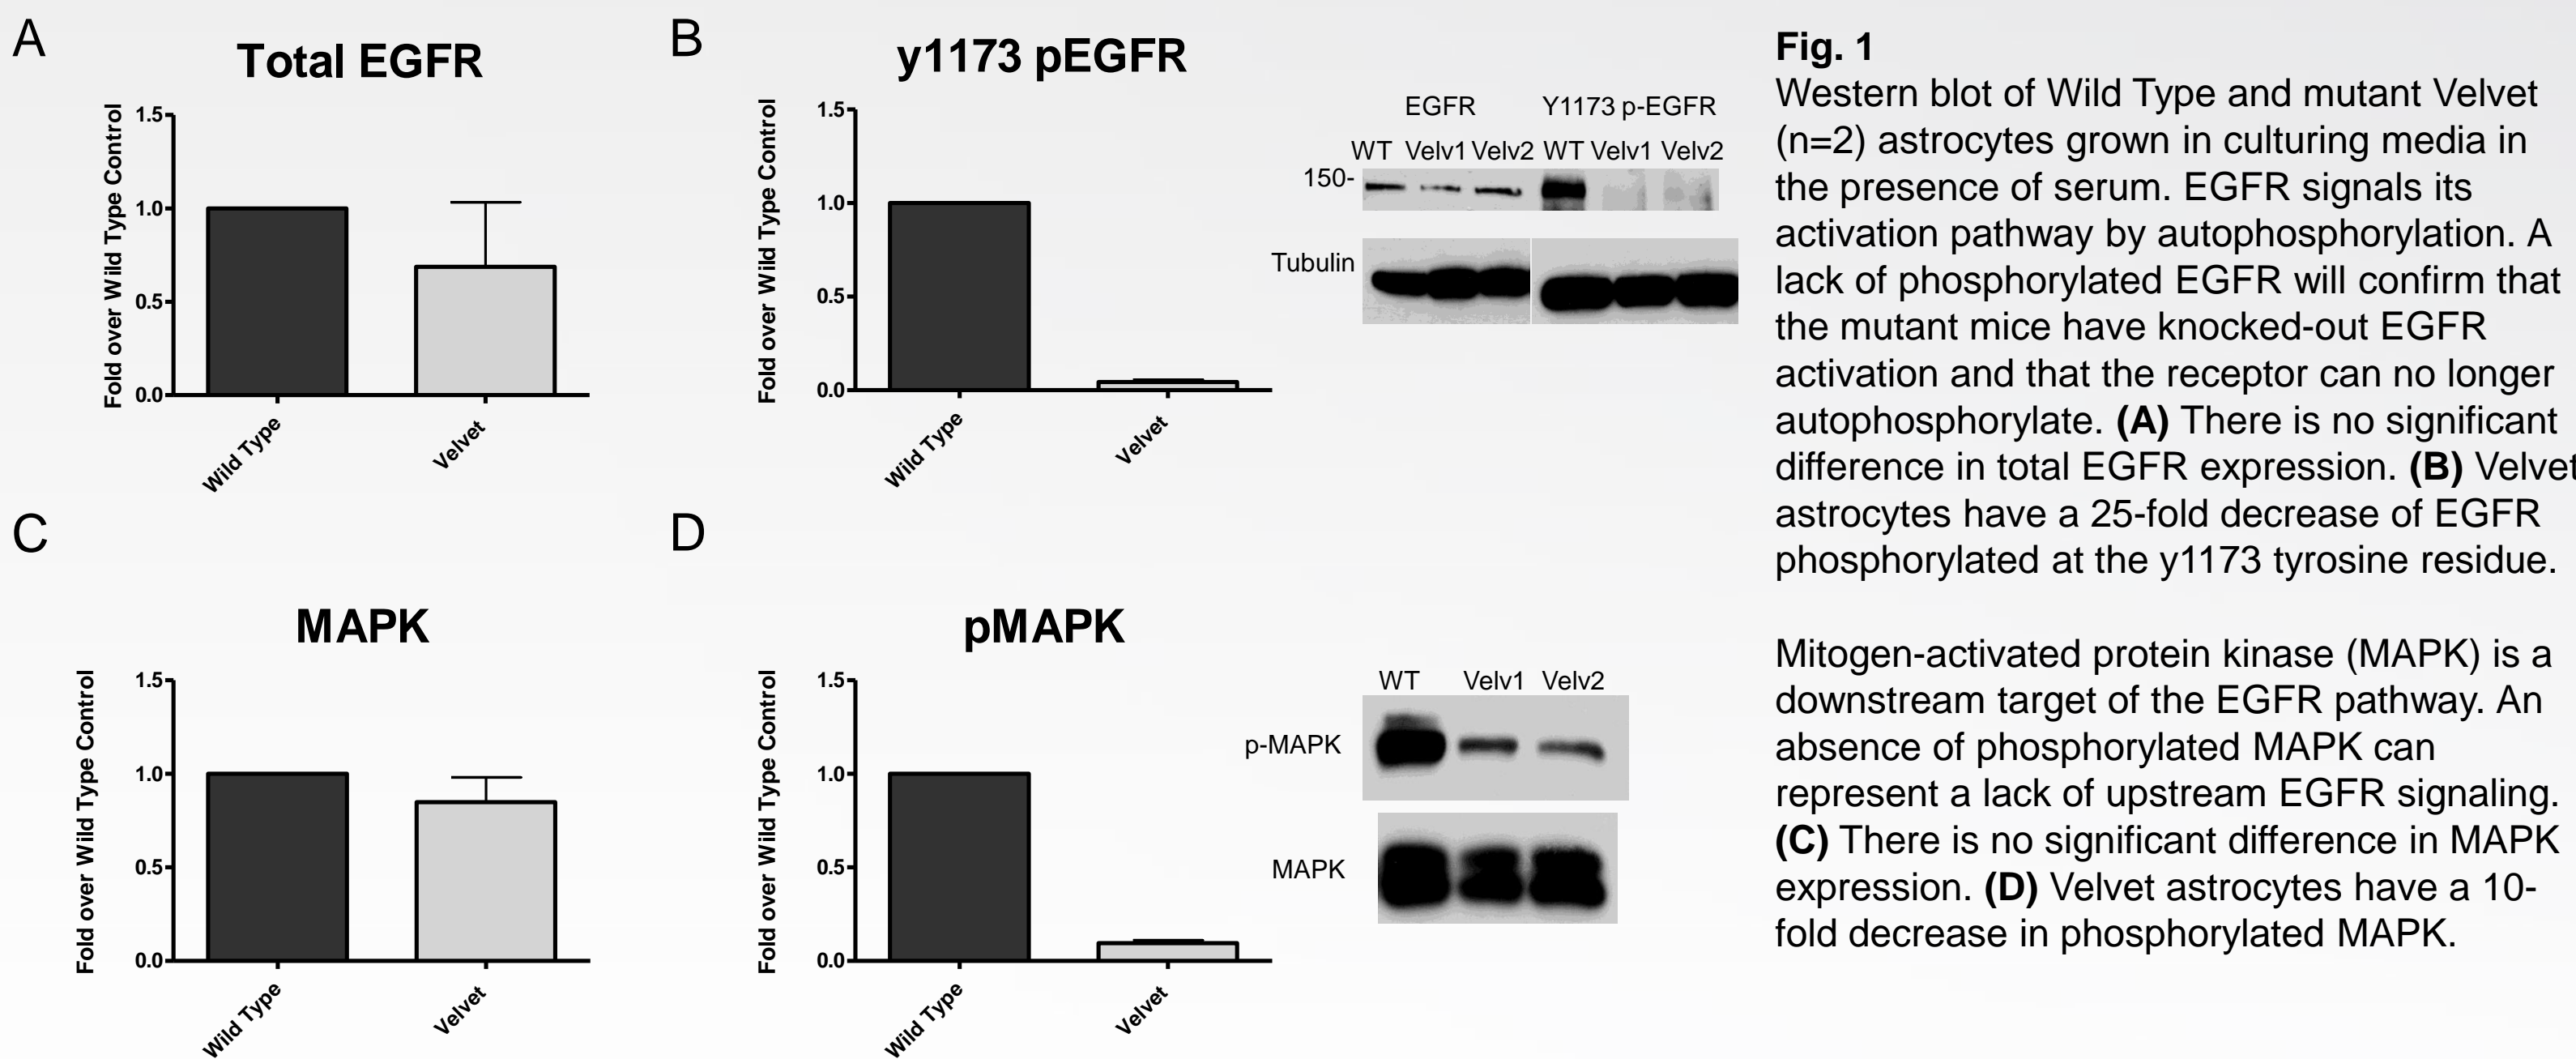 A
Total EGFR
Fold over Wild Type Control
1.5
1.0
0.5
0.0
Wild Type
Velvet
B
y1173 pEGFR
Fold over Wild Type Control
1.5
1.0
0.5
0.0
Wild Type
Velvet
EGFR Y1173 p-EGFR
WT Velv1 Velv2 WT Velv1 Velv2
150-
Tubulin
C
MAPK
Fold over Wild Type Control
1.5
1.0
0.5
0.0
Wild Type
Velvet
D
pMAPK
Fold over Wild Type Control
1.5
1.0
0.5
0.0
Wild Type
Velvet
WT Velv1 Velv2
p-MAPK
MAPK
Fig. 1
Western blot of Wild Type and mutant Velvet
(n=2) astrocytes grown in culturing media in
the presence of serum. EGFR signals its
activation pathway by autophosphorylation. A
lack of phosphorylated EGFR will confirm that
the mutant mice have knocked-out EGFR
activation and that the receptor can no longer
autophosphorylate. (A) There is no significant
difference in total EGFR expression. (B) Velvet
astrocytes have a 25-fold decrease of EGFR
phosphorylated at the y1173 tyrosine residue.
Mitogen-activated protein kinase (MAPK) is a
downstream target of the EGFR pathway. An
absence of phosphorylated MAPK can
represent a lack of upstream EGFR signaling.
(C) There is no significant difference in MAPK
expression. (D) Velvet astrocytes have a 10-
fold decrease in phosphorylated MAPK.